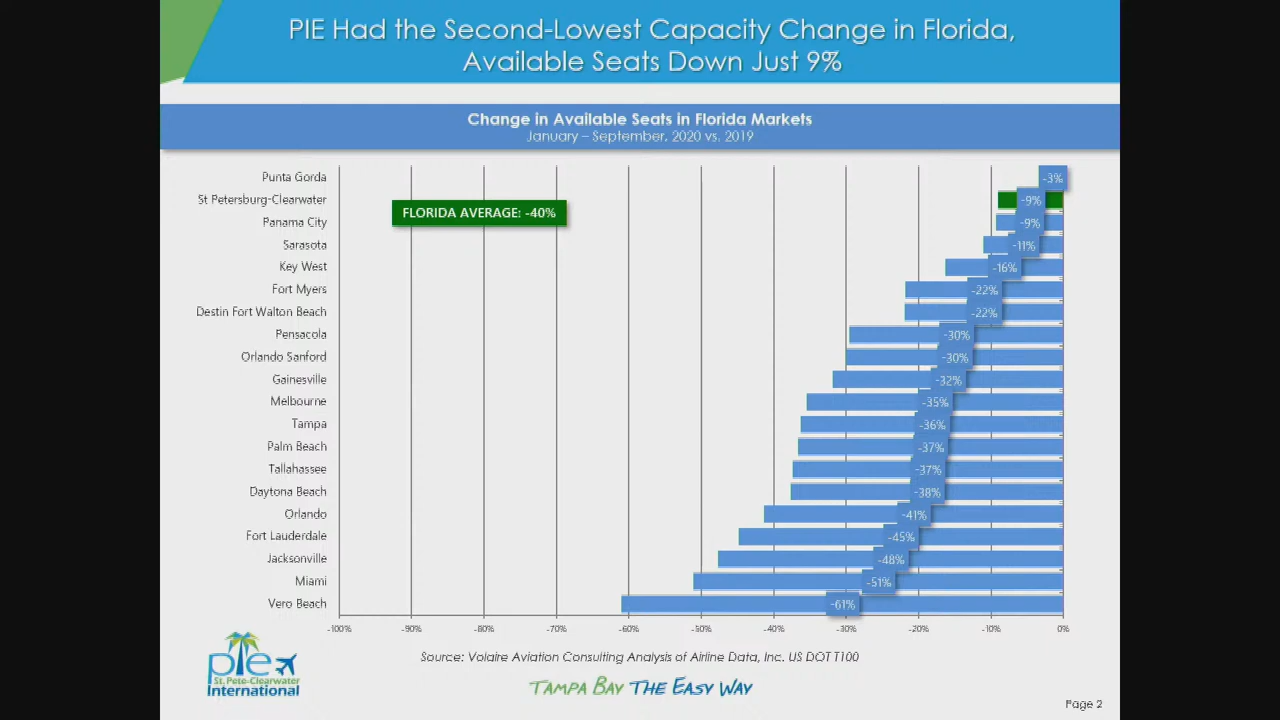 PIE Had the Second-Lowest Capacity Change in Florida,
Available Seats Down Just 9%
Change in Available Seats in Florida Markets
January – September, 2020 vs. 2019
FLORIDA AVERAGE: -40%
Punta Gorda -3%
St Petersburg-Clearwater -9%
Panama City -9%
Sarasota -11%
Key West -16%
Fort Myers -22%
Destin Fort Walton Beach -22%
Pensacola -30%
Orlando Sanford -30%
Gainesville -32%
Melbourne -35%
Tampa -36%
Palm Beach -37%
Tallahassee -37%
Daytona Beach -38%
Orlando -41%
Fort Lauderdale -45%
Jacksonville -48%
Miami -51%
Vero Beach -61%
-100% -90% -80% -70% -60% -50% -40% -30% -20% -10% 0%
Source: Volaire Aviation Consulting Analysis of Airline Data, Inc. US DOT T100
pie
St. Pete-Clearwater
International
TAMPA BAY THE EASY WAY
Page 2